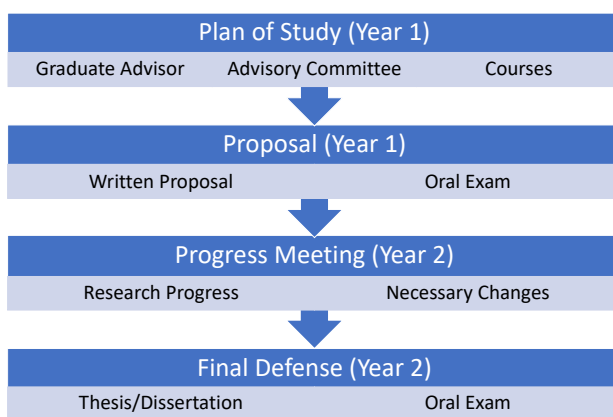 Plan of Study (Year 1)
Graduate Advisor Advisory Committee Courses
Proposal (Year 1)
Written Proposal Oral Exam
Progress Meeting (Year 2)
Research Progress Necessary Changes
Final Defense (Year 2)
Thesis/Dissertation Oral Exam